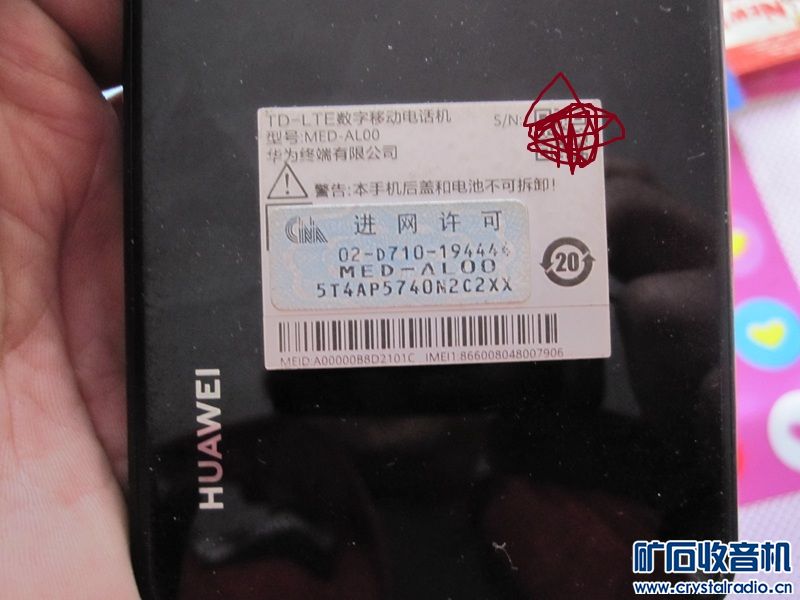 TD-LTE数字移动电话机
S/N:
型号:MED-AL00
华为终端有限公司
警告:本手机后盖和电池不可拆卸!
进网许可
02-D710-194444
MED-AL00
5T4AP5740N2C2XX
20
MEID:A00000B8D2101C IMEI1:866008048007906
HUAWEI
矿石收音机
www.crystalradio.cn